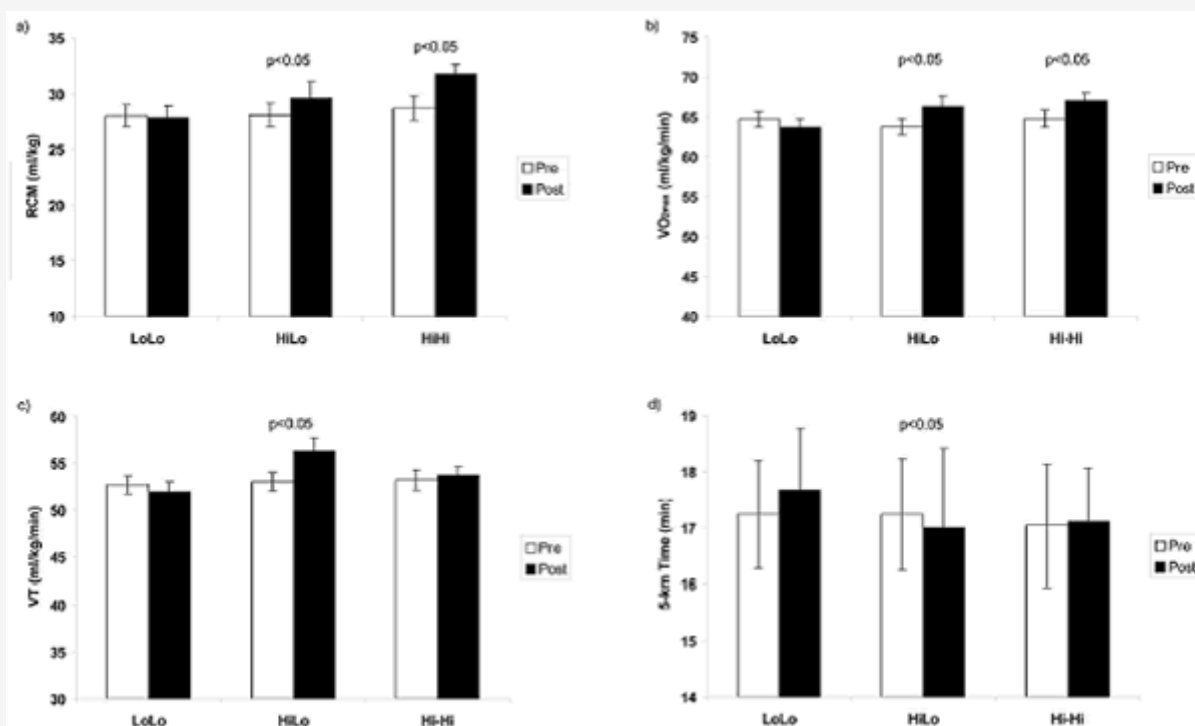 a)
35
30
25
20
15
10
RCM (ml/kg)
p<0.05
p<0.05
LoLo
HiLo
HiHi
Pre
Post
b)
75
70
65
60
55
50
45
40
(ml/kg/min)
p<0.05
p<0.05
LoLo
HiLo
Hi-Hi
Pre
Post
c)
60
55
50
45
40
35
30
VT (ml/kg/min)
p<0.05
LoLo
HiLo
Hi-Hi
Pre
Post
d)
19
18
17
16
15
14
5-km Time (min)
p<0.05
LoLo
HiLo
Hi-Hi
Pre
Post